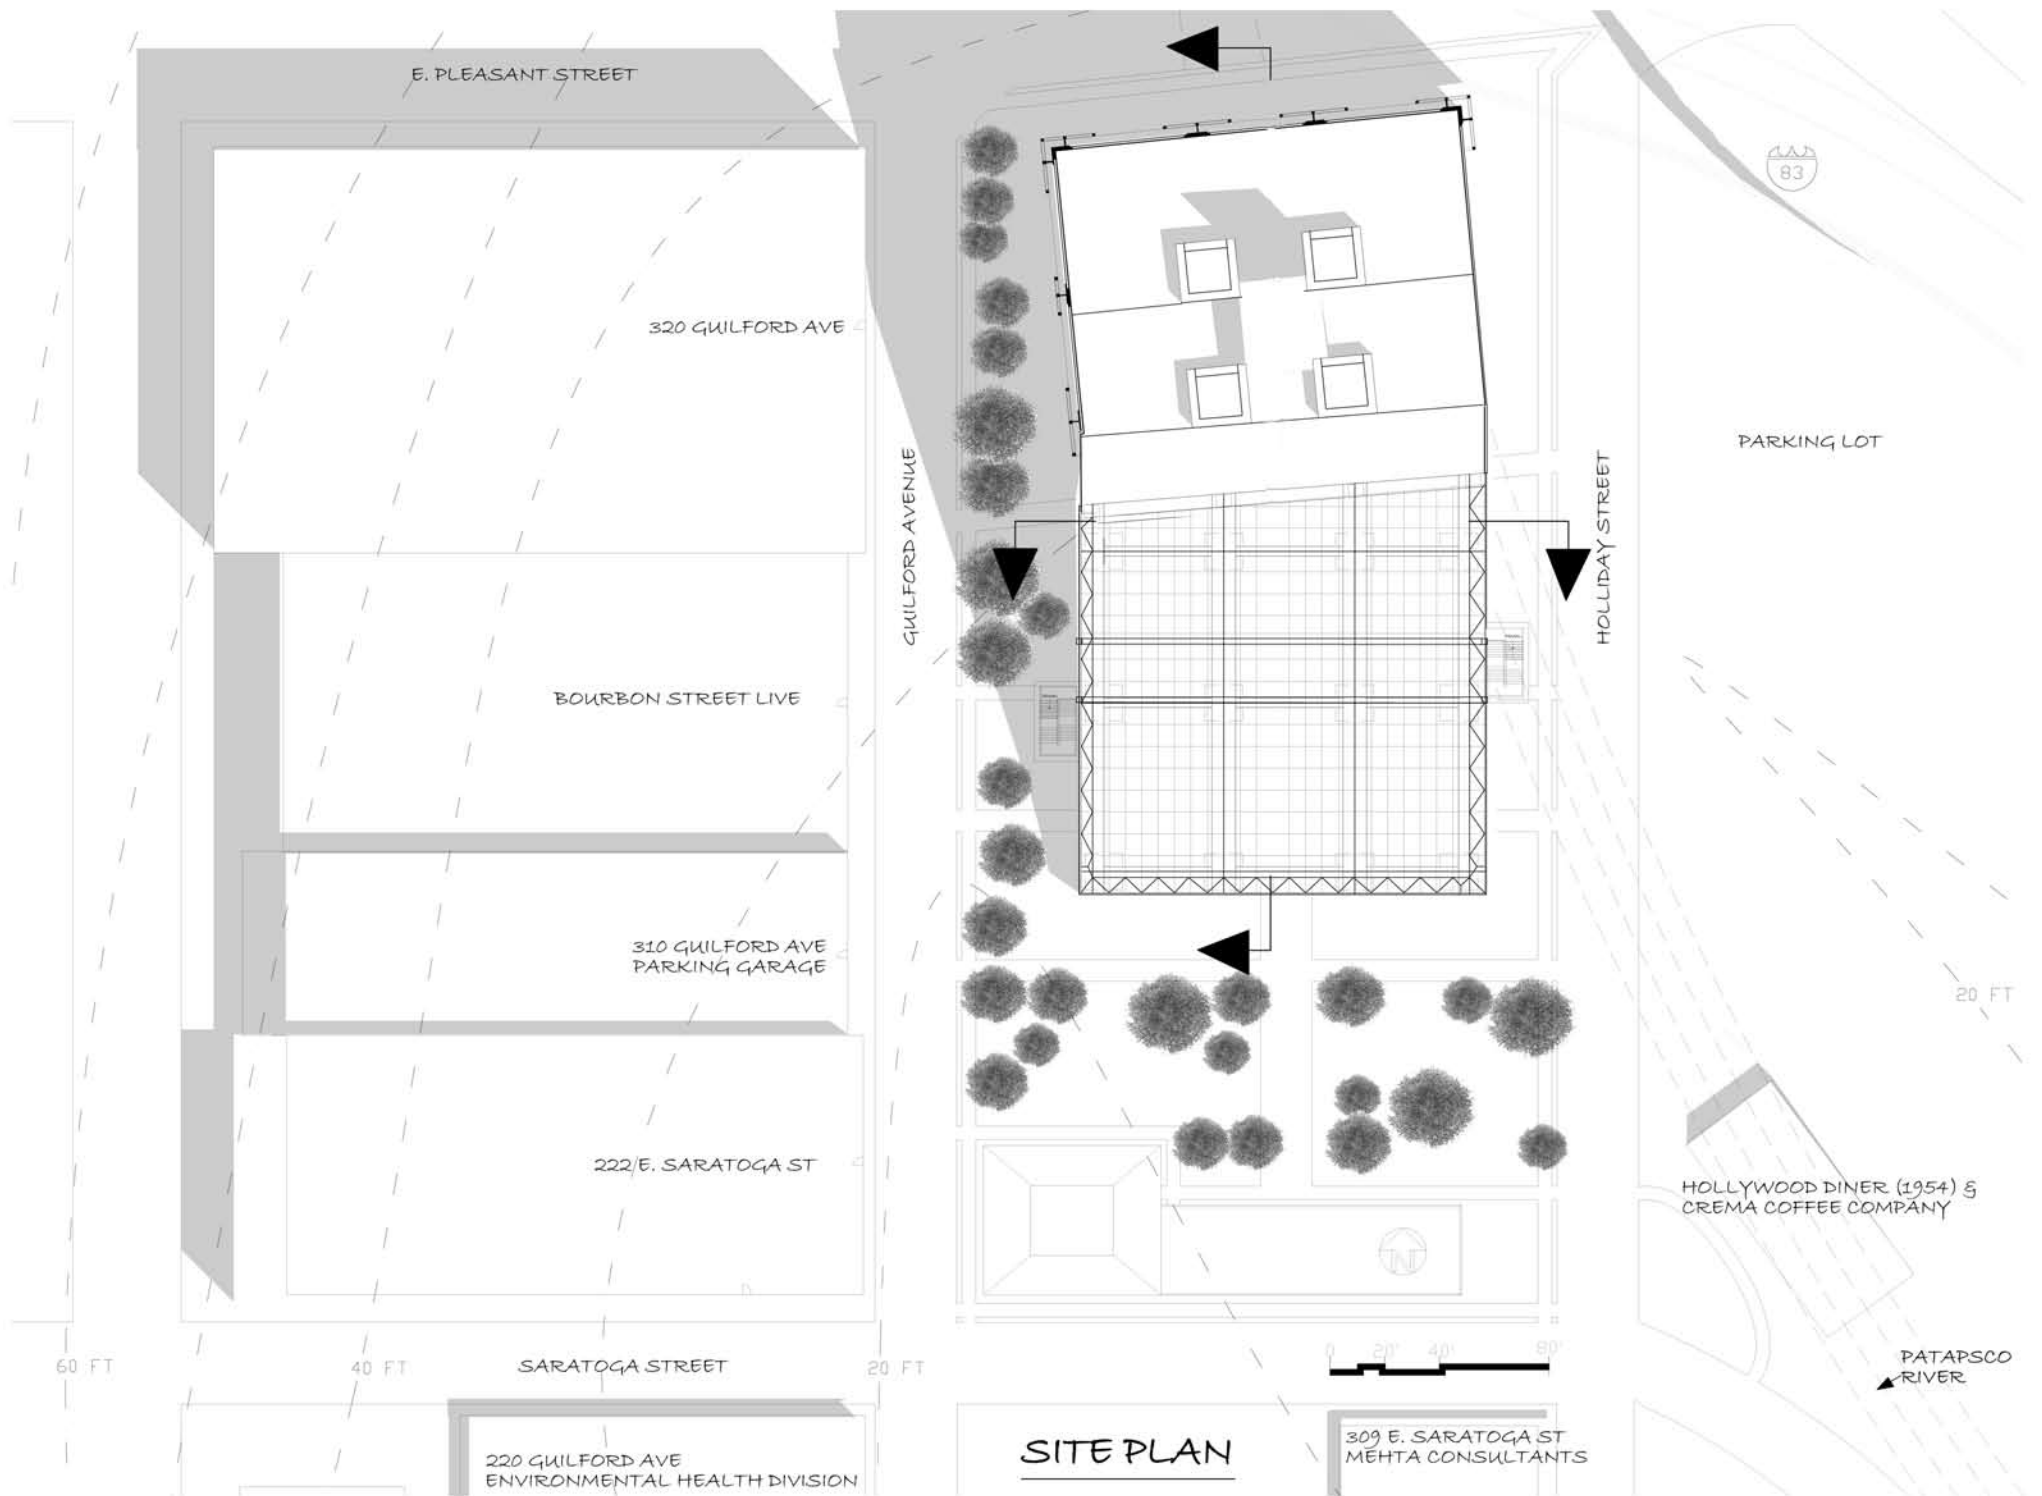 E. PLEASANT STREET
83
320 GUILFORD AVE
PARKING LOT
GUILFORD AVENUE
HOLLIDAY STREET
BOURBON STREET LIVE
310 GUILFORD AVE
PARKING GARAGE
20 FT
222 E. SARATOGA ST
HOLLYWOOD DINER (1954) &
CREMA COFFEE COMPANY
N
60 FT
40 FT
SARATOGA STREET
20 FT
0 20' 40' 80'
PATAPSCO
RIVER
220 GUILFORD AVE
ENVIRONMENTAL HEALTH DIVISION
SITE PLAN
309 E. SARATOGA ST
MEHTA CONSULTANTS